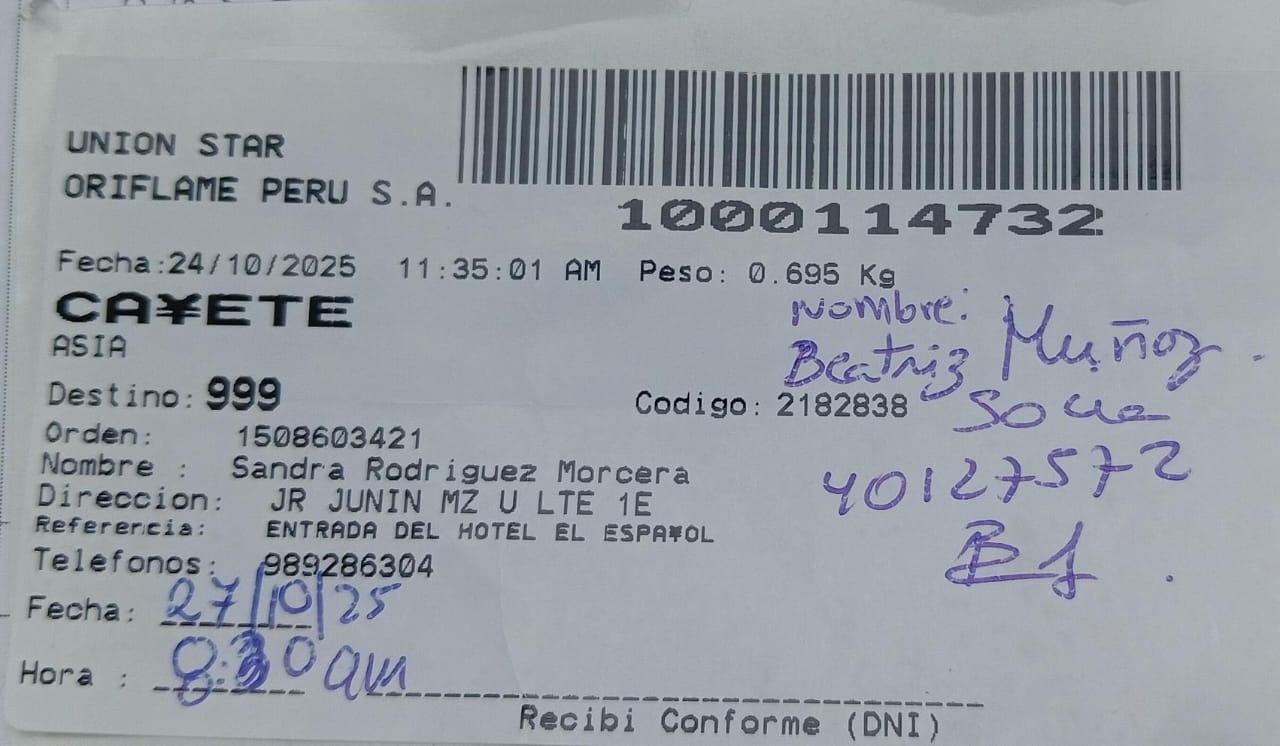 UNION STAR
ORIFLAME PERU S.A.
1000114732
Fecha:24/10/2025 11:35:01 AM Peso: 0.695 Kg
CA¥ETE
ASIA
Nombre:
Beatriz Muñoz
Destino: 999
Codigo: 2182838
Orden: 1508603421
Nombre : Sandra Rodriguez Morcera
40127572
Direccion: JR JUNIN MZ U LTE 1E
Referencia: ENTRADA DEL HOTEL EL ESPA¥OL
Telefonos: 989286304
Fecha: 27/10/25
Hora : 8:30 am
Recibi Conforme (DNI)